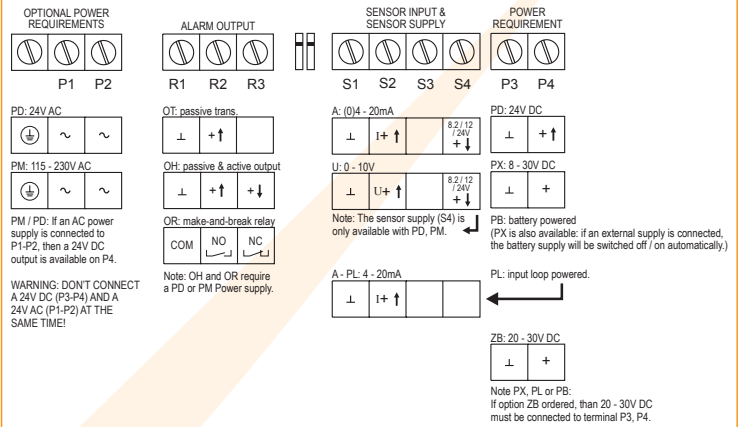 OPTIONAL POWER
REQUIREMENTS
P1 P2
PD: 24V AC
~ ~
PM: 115 - 230V AC
~ ~
PM / PD: If an AC power
supply is connected to
P1-P2, then a 24V DC
output is available on P4.
WARNING: DON'T CONNECT
A 24V DC (P3-P4) AND A
24V AC (P1-P2) AT THE
SAME TIME!
ALARM OUTPUT
R1 R2 R3
OT: passive trans.
⊥ +↑
OH: passive & active output
⊥ +↑ +↓
OR: make-and-break relay
COM NO NC
Note: OH and OR require
a PD or PM Power supply.
SENSOR INPUT &
SENSOR SUPPLY
S1 S2 S3 S4
A: (0)4 - 20mA
⊥ I+ ↑ 8.2 / 12
/ 24V
+ ↓
U: 0 - 10V
⊥ U+ ↑ 8.2 / 12
/ 24V
+ ↓
Note: The sensor supply (S4) is
only available with PD, PM.
A - PL: 4 - 20mA
⊥ I+ ↑
POWER
REQUIREMENT
P3 P4
PD: 24V DC
⊥ +↑
PX: 8 - 30V DC
⊥ +
PB: battery powered
(PX is also available: if an external supply is connected,
the battery supply will be switched off / on automatically.)
PL: input loop powered.
ZB: 20 - 30V DC
⊥ +
Note PX, PL or PB:
If option ZB ordered, than 20 - 30V DC
must be connected to terminal P3, P4.